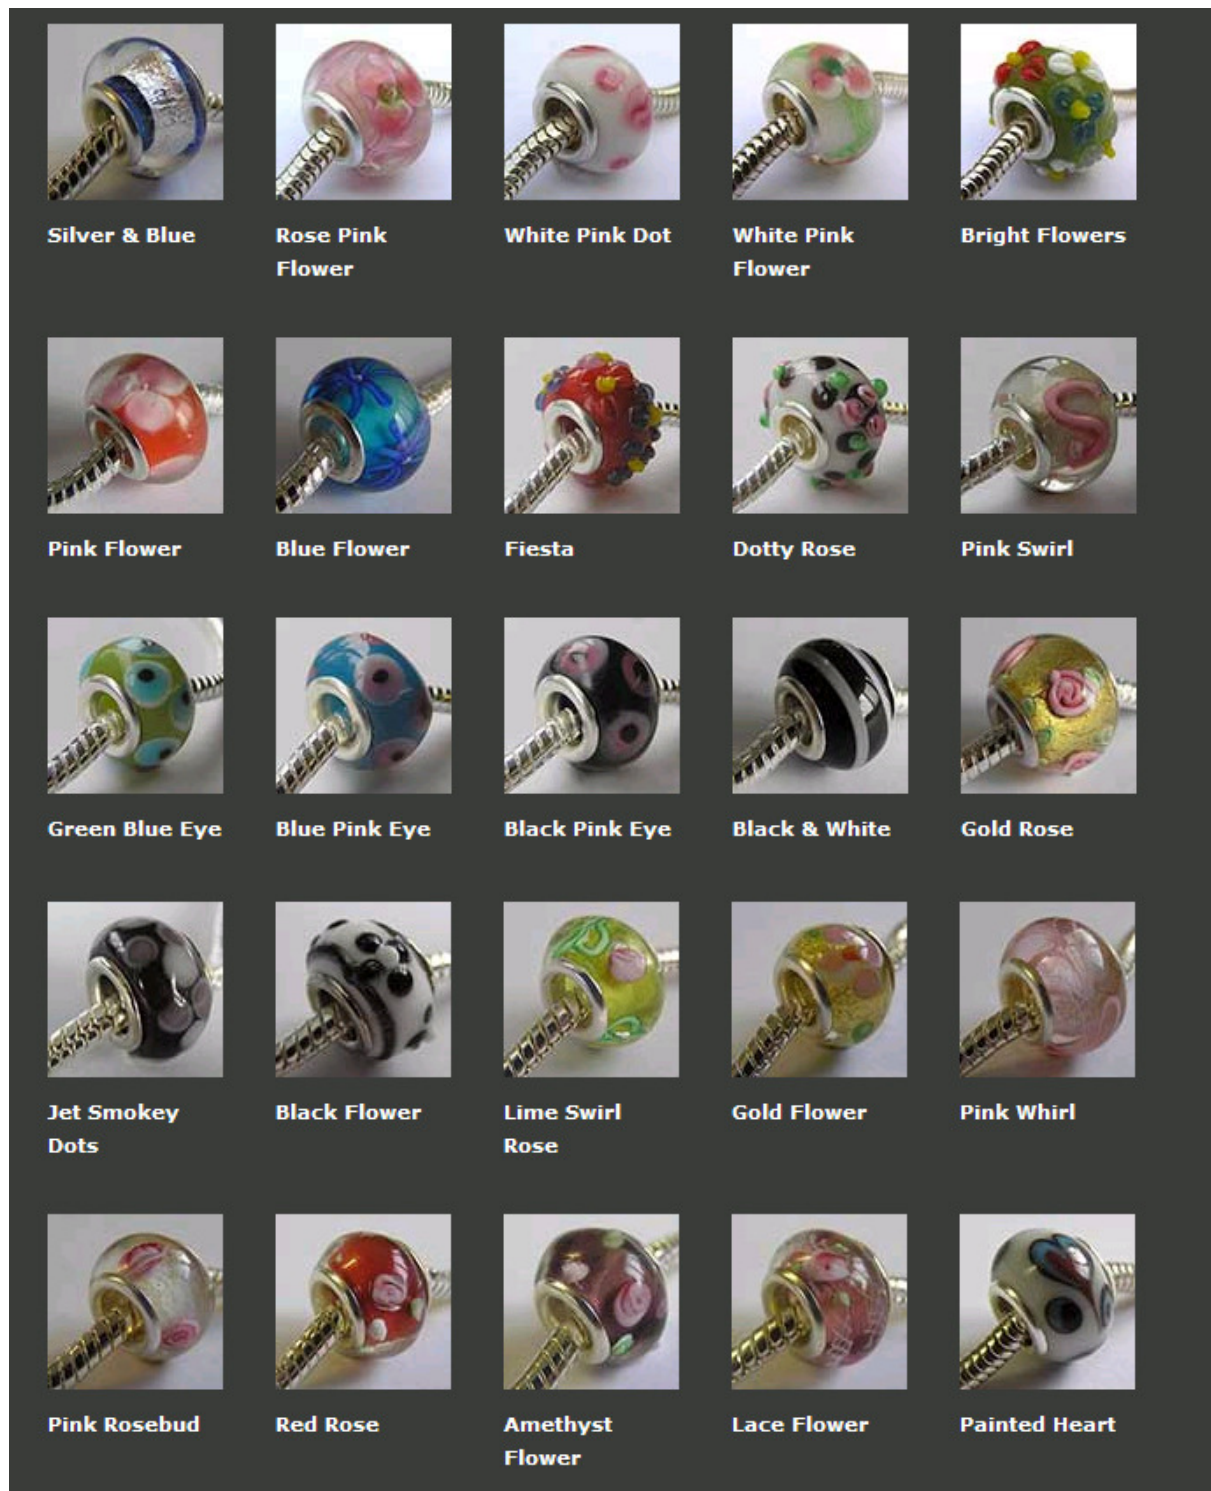 Silver & Blue
Rose Pink
Flower
White Pink Dot
White Pink
Flower
Bright Flowers
Pink Flower
Blue Flower
Fiesta
Dotty Rose
Pink Swirl
Green Blue Eye
Blue Pink Eye
Black Pink Eye
Black & White
Gold Rose
Jet Smokey
Dots
Black Flower
Lime Swirl
Rose
Gold Flower
Pink Whirl
Pink Rosebud
Red Rose
Amethyst
Flower
Lace Flower
Painted Heart